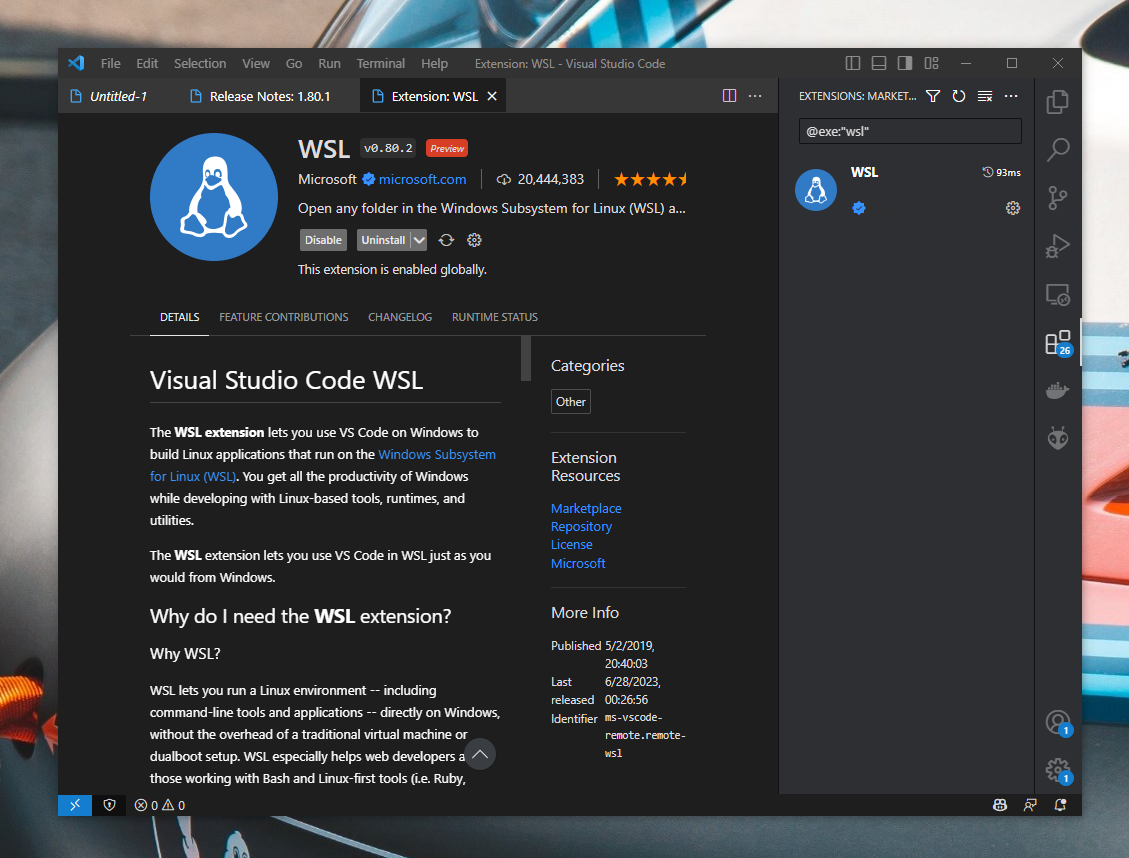 File Edit Selection View Go Run Terminal Help Extension: WSL - Visual Studio Code
Untitled-1 Release Notes: 1.80.1 Extension: WSL
WSL v0.80.2 Preview
Microsoft microsoft.com 20,444,383
Open any folder in the Windows Subsystem for Linux (WSL) a...
Disable Uninstall
This extension is enabled globally.
DETAILS FEATURE CONTRIBUTIONS CHANGELOG RUNTIME STATUS
Visual Studio Code WSL
The WSL extension lets you use VS Code on Windows to
build Linux applications that run on the Windows Subsystem
for Linux (WSL). You get all the productivity of Windows
while developing with Linux-based tools, runtimes, and
utilities.
The WSL extension lets you use VS Code in WSL just as you
would from Windows.
Why do I need the WSL extension?
Why WSL?
WSL lets you run a Linux environment -- including
command-line tools and applications -- directly on Windows,
without the overhead of a traditional virtual machine or
dualboot setup. WSL especially helps web developers a
those working with Bash and Linux-first tools (i.e. Ruby,
Categories
Other
Extension
Resources
Marketplace
Repository
License
Microsoft
More Info
Published 5/2/2019,
20:40:03
Last 6/28/2023,
released 00:26:56
Identifier ms-vscode-
remote.remote-
wsl
EXTENSIONS: MARKET...
@exe:"wsl"
WSL 93ms
26
1
1
0 0